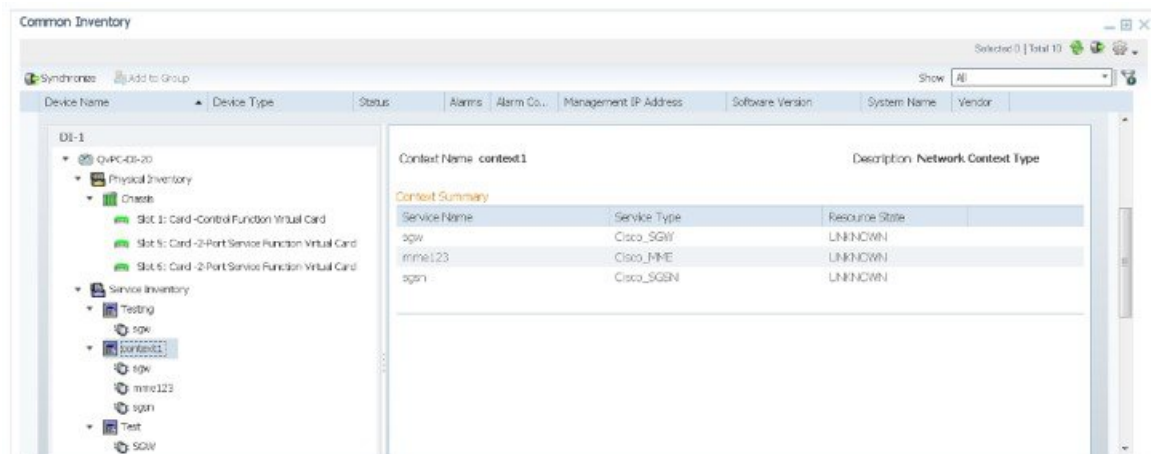 Common Inventory
Selected 0 | Total 10
Synchronize Add to Group Show All
Device Name Device Type Status Alarms Alarm Co... Management IP Address Software Version System Name Vendor
DI-1
QvPC-DI-20
Physical Inventory
Chassis
Slot 1: Card -Control Function Virtual Card
Slot 5: Card -2-Port Service Function Virtual Card
Slot 6: Card -2-Port Service Function Virtual Card
Service Inventory
Testing
sgw
context1
sgw
mme123
sgsn
Test
SGW
Context Name context1 Description Network Context Type
Context Summary
Service Name Service Type Resource State
sgw Cisco_SGW UNKNOWN
mme123 Cisco_MME UNKNOWN
sgsn Cisco_SGSN UNKNOWN